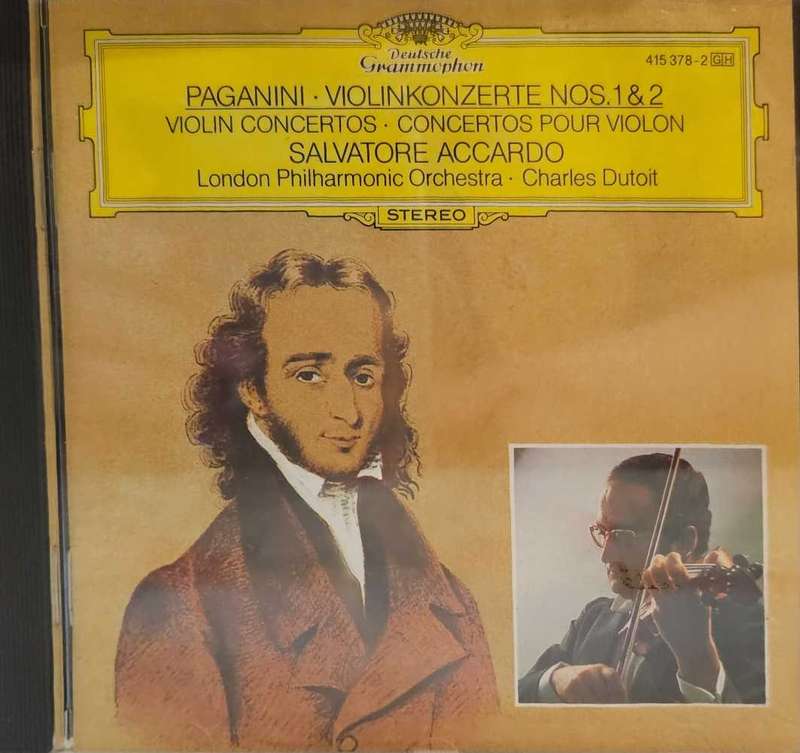 Deutsche
Grammophon
415 378-2 GH
PAGANINI · VIOLINKONZERTE NOS. 1 & 2
VIOLIN CONCERTOS · CONCERTOS POUR VIOLON
SALVATORE ACCARDO
London Philharmonic Orchestra · Charles Dutoit
STEREO